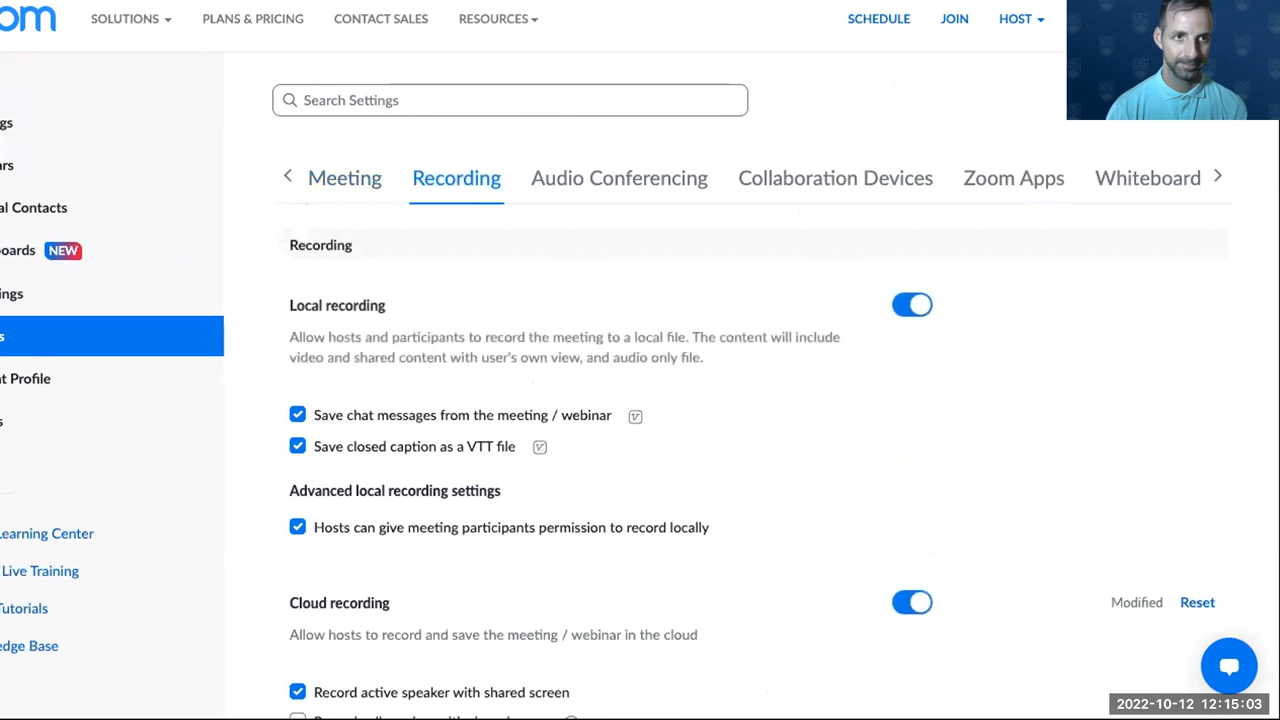 om SOLUTIONS PLANS & PRICING CONTACT SALES RESOURCES SCHEDULE JOIN HOST
Search Settings
gs
ars
al Contacts
oards NEW
ings
s
t Profile
s
earning Center
Live Training
Tutorials
edge Base
Meeting Recording Audio Conferencing Collaboration Devices Zoom Apps Whiteboard
Recording
Local recording
Allow hosts and participants to record the meeting to a local file. The content will include
video and shared content with user's own view, and audio only file.
Save chat messages from the meeting / webinar
Save closed caption as a VTT file
Advanced local recording settings
Hosts can give meeting participants permission to record locally
Cloud recording Modified Reset
Allow hosts to record and save the meeting / webinar in the cloud
Record active speaker with shared screen
2022-10-12 12:15:03